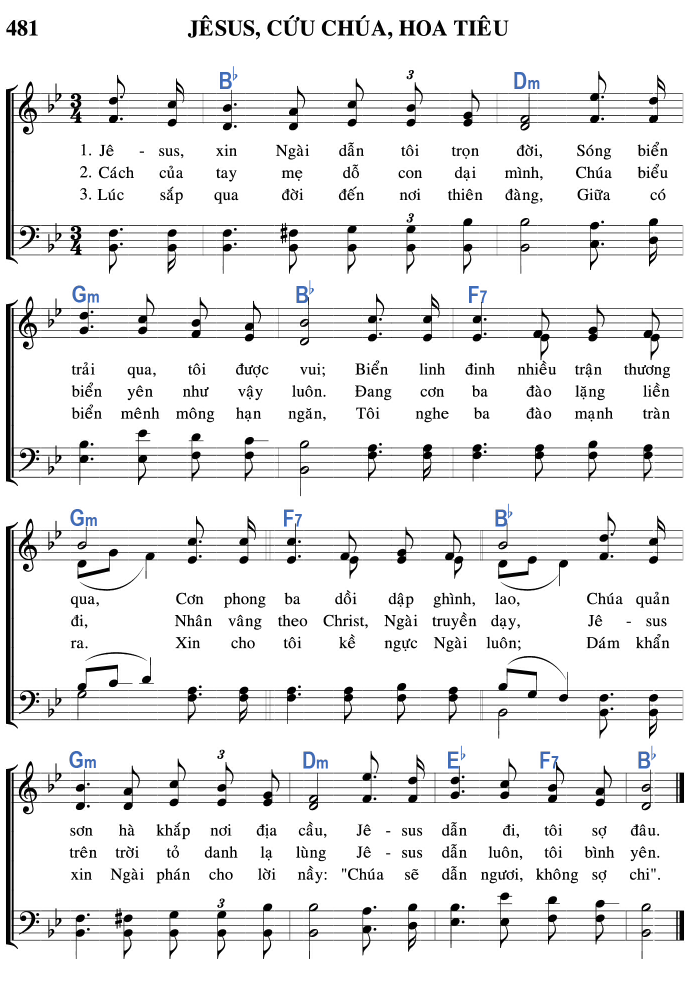 481 JÊSUS, CỨU CHÚA, HOA TIÊU
B♭ 3 Dm
3 4
1. Jê - sus, xin Ngài dẫn tôi trọn đời, Sóng biển
2. Cách của tay mẹ dỗ con dại mình, Chúa biểu
3. Lúc sắp qua đời đến nơi thiên đàng, Giữa có
3 4 3
Gm B♭ F7
trải qua, tôi được vui; Biển linh đinh nhiều trận thương
biển yên như vậy luôn. Đang cơn ba đào lặng liền
biển mênh mông hạn ngăn, Tôi nghe ba đào mạnh tràn
Gm F7 B♭
qua, Cơn phong ba dồi dập ghình, lao, Chúa quản
đi, Nhân vâng theo Christ, Ngài truyền dạy, Jê - sus
ra. Xin cho tôi kề ngực Ngài luôn; Dám khẩn
Gm 3 Dm E♭ F7 B♭
sơn hà khắp nơi địa cầu, Jê - sus dẫn đi, tôi sợ đâu.
trên trời tỏ danh lạ lùng Jê - sus dẫn luôn, tôi bình yên.
xin Ngài phán cho lời nầy: "Chúa sẽ dẫn ngươi, không sợ chi".
3